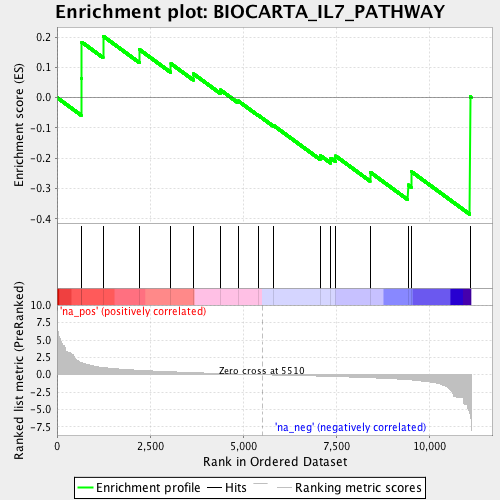 Enrichment plot: BIOCARTA_IL7_PATHWAY
Enrichment score (ES)
0.2
0.1
0.0
-0.1
-0.2
-0.3
-0.4
'na_pos' (positively correlated)
Ranked list metric (PreRanked)
10.0
7.5
5.0
2.5
0.0
-2.5
-5.0
-7.5
Zero cross at 5510
'na_neg' (negatively correlated)
0
2,500
5,000
7,500
10,000
Rank in Ordered Dataset
Enrichment profile
Hits
Ranking metric scores